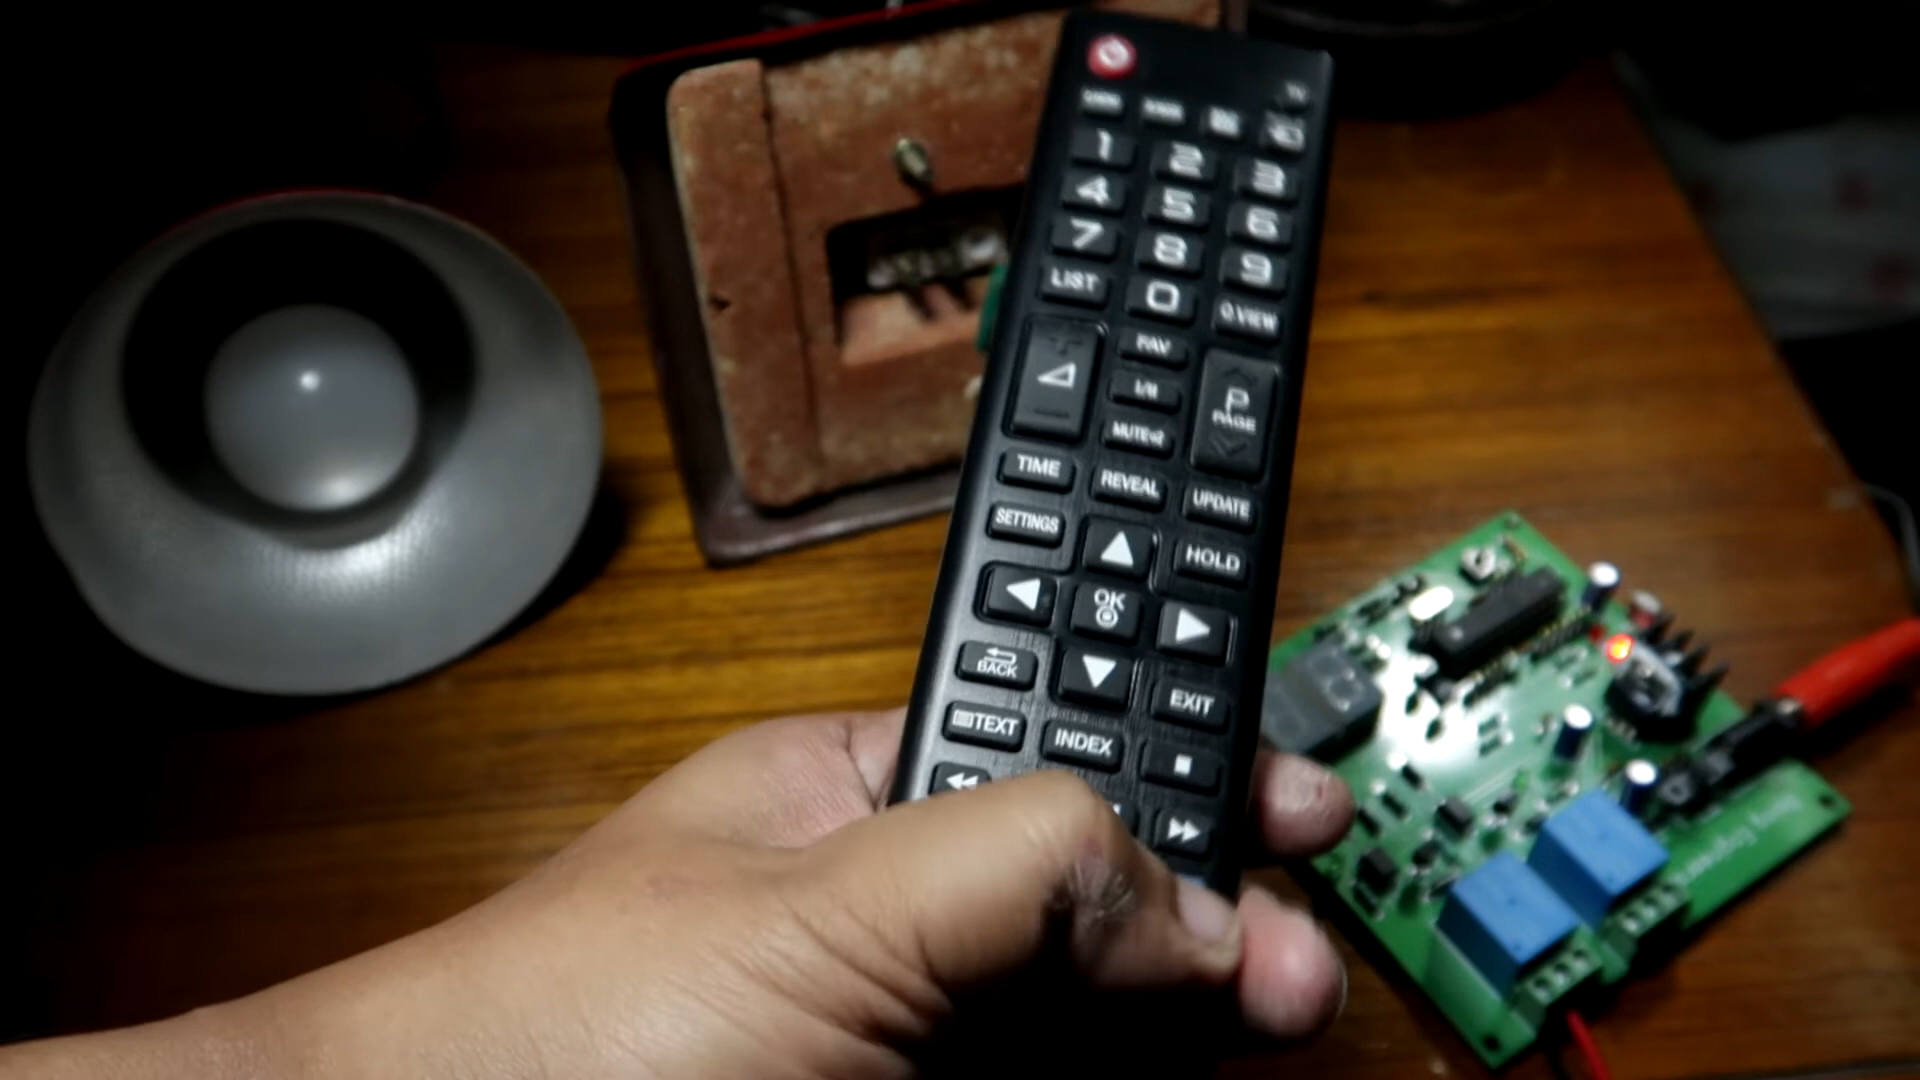 1 2 3
4 5 6
7 8 9
LIST 0 Q.VIEW
FAV
P
PAGE
MUTE
TIME REVEAL UPDATE
SETTINGS
HOLD
OK
BACK
EXIT
TEXT INDEX